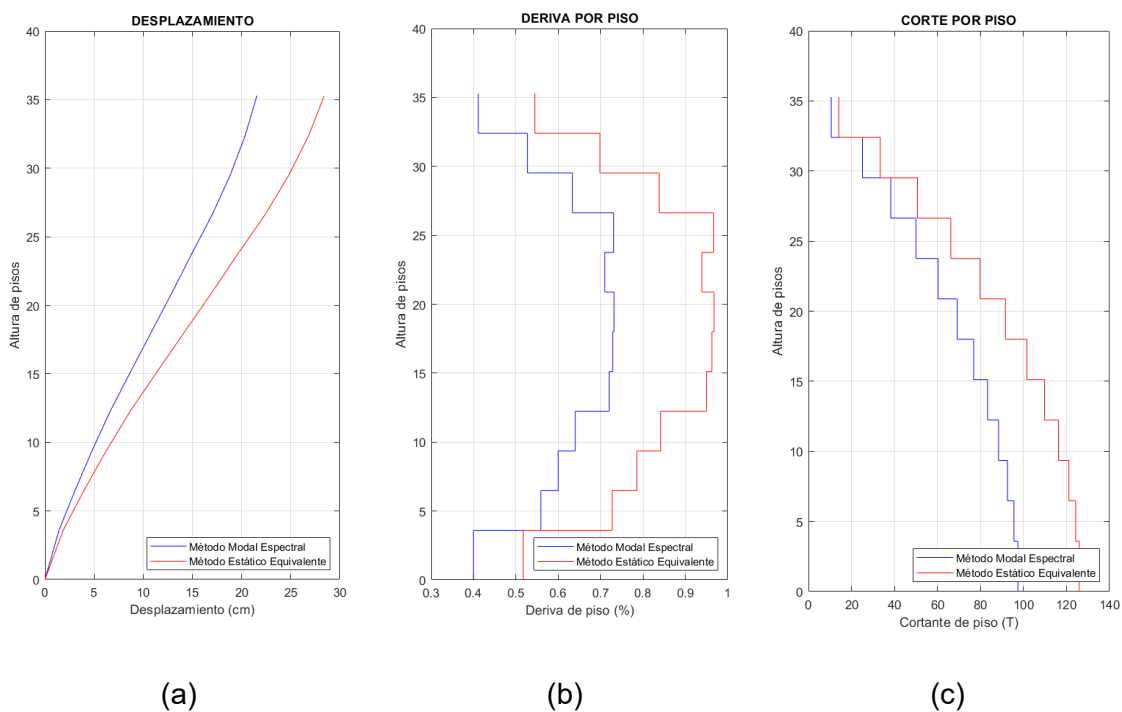 DESPLAZAMIENTO
40
35
30
25
20
15
10
5
0
Altura de pisos
0 5 10 15 20 25 30
Desplazamiento (cm)
Método Modal Espectral
Método Estático Equivalente
(a)
DERIVA POR PISO
40
35
30
25
20
15
10
5
0
Altura de pisos
0.3 0.4 0.5 0.6 0.7 0.8 0.9 1
Deriva de piso (%)
Método Modal Espectral
Método Estático Equivalente
(b)
CORTE POR PISO
40
35
30
25
20
15
10
5
0
Altura de pisos
0 20 40 60 80 100 120 140
Cortante de piso (T)
Método Modal Espectral
Método Estático Equivalente
(c)